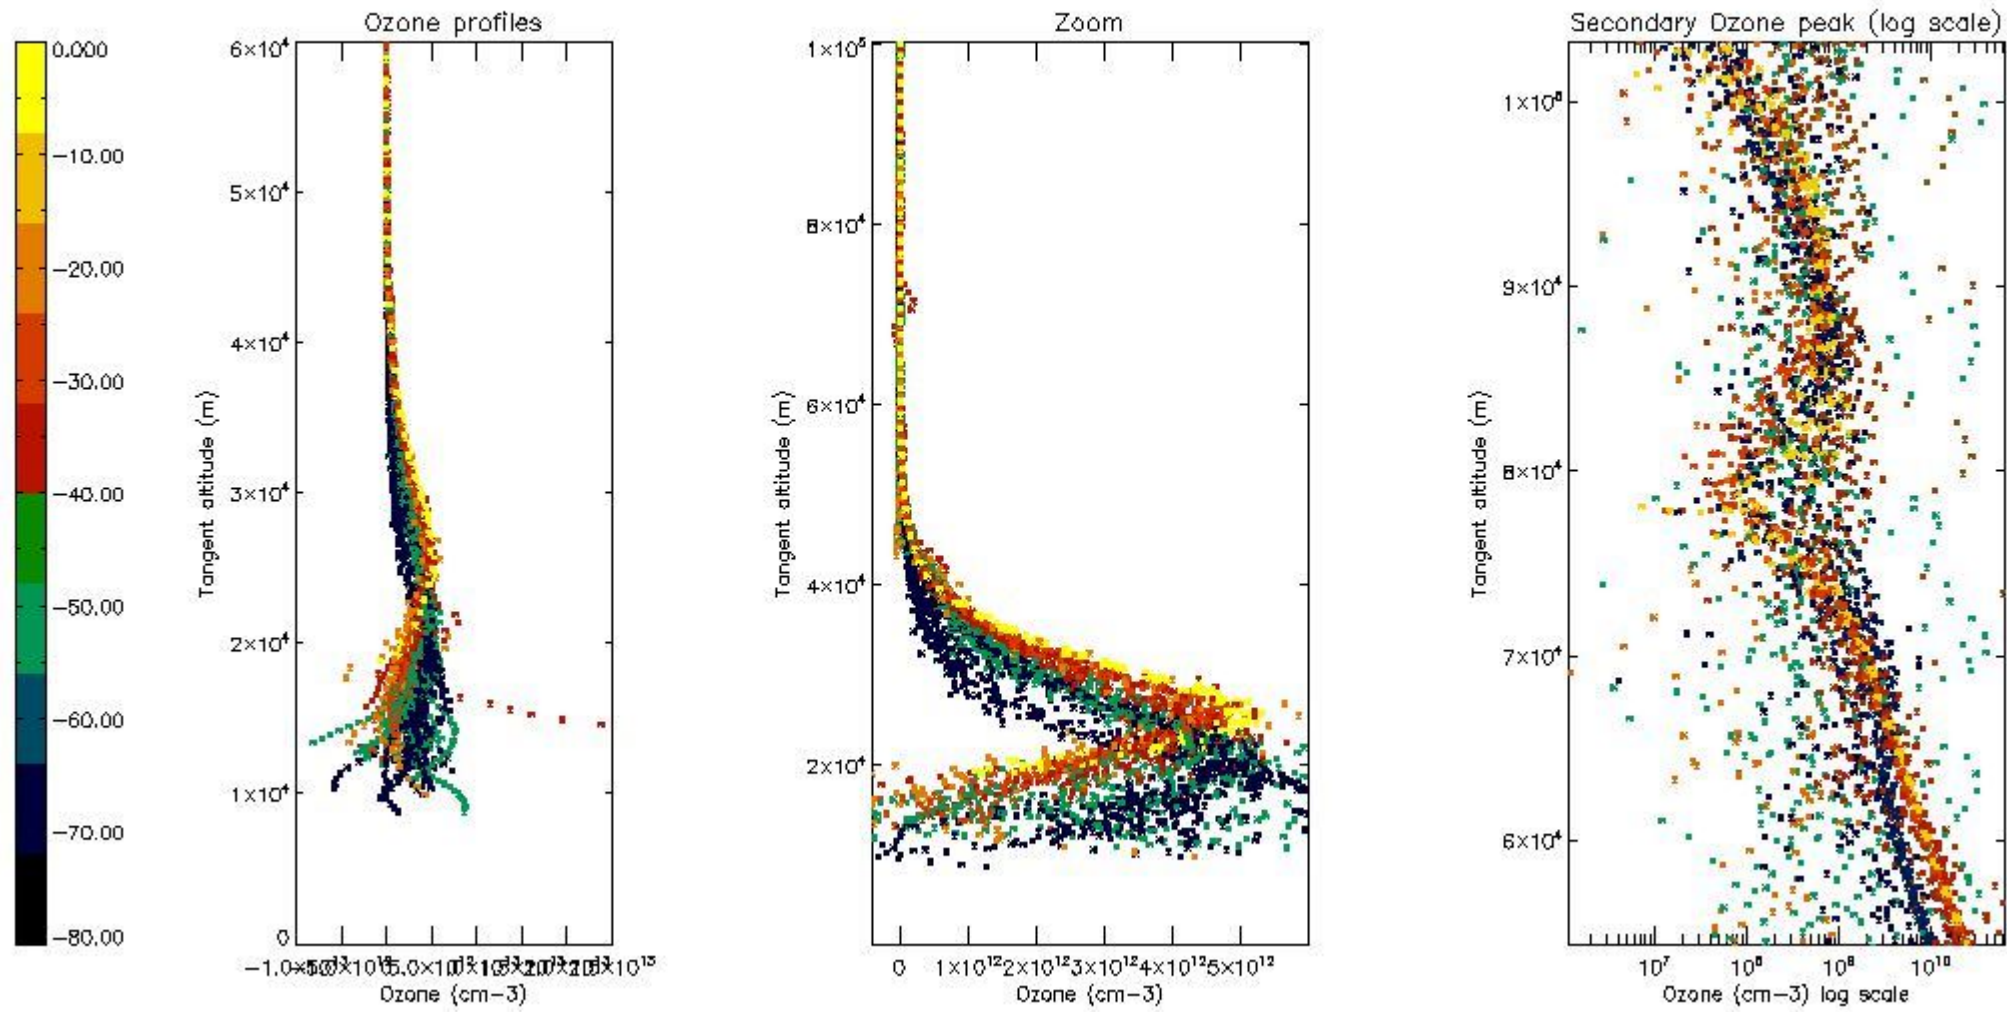 Ozone profiles
Zoom
Secondary Ozone peak (log scale)
0.000
−10.00
−20.00
−30.00
−40.00
−50.00
−60.00
−70.00
−80.00
6×10⁴
5×10⁴
4×10⁴
3×10⁴
2×10⁴
1×10⁴
0
Tangent altitude (m)
Ozone (cm−3)
1×10⁵
8×10⁴
6×10⁴
4×10⁴
2×10⁴
Tangent altitude (m)
0 1×10¹² 2×10¹² 3×10¹² 4×10¹² 5×10¹²
Ozone (cm−3)
1×10⁵
9×10⁴
8×10⁴
7×10⁴
6×10⁴
Tangent altitude (m)
10⁷ 10⁸ 10⁹ 10¹⁰
Ozone (cm−3) log scale